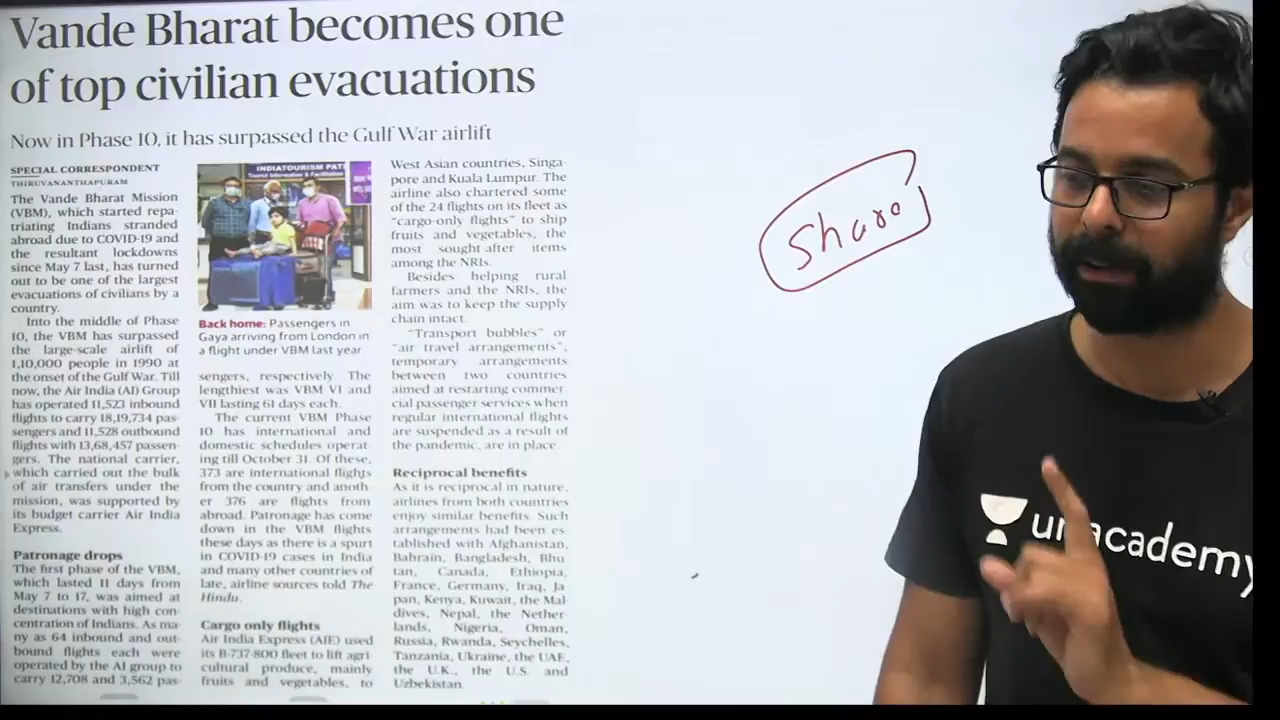 Vande Bharat becomes one
of top civilian evacuations
Now in Phase 10, it has surpassed the Gulf War airlift
SPECIAL CORRESPONDENT
THIRUVANANTHAPURAM
The Vande Bharat Mission
(VBM), which started repa-
triating Indians stranded
abroad due to COVID-19 and
the resultant lockdowns
since May 7 last, has turned
out to be one of the largest
evacuations of civilians by a
country.
Into the middle of Phase
10, the VBM has surpassed
the large-scale airlift of
1,10,000 people in 1990 at
the onset of the Gulf War. Till
now, the Air India (AI) Group
has operated 11,523 inbound
flights to carry 18,19,734 pas-
sengers and 11,528 outbound
flights with 13,68,457 passen-
gers. The national carrier,
which carried out the bulk
of air transfers under the
mission, was supported by
its budget carrier Air India
Express.
Patronage drops
The first phase of the VBM,
which lasted 11 days from
May 7 to 17, was aimed at
destinations with high con-
centration of Indians. As ma-
ny as 64 inbound and out-
bound flights each were
operated by the AI group to
carry 12,708 and 3,562 pas-
INDIATOURISM PAT
Tourist Information & Facilitation
Back home: Passengers in
Gaya arriving from London in
a flight under VBM last year
sengers, respectively. The
lengthiest was VBM VI and
VII lasting 61 days each.
The current VBM Phase
10 has international and
domestic schedules operat-
ing till October 31. Of these,
373 are international flights
from the country and anoth-
er 376 are flights from
abroad. Patronage has come
down in the VBM flights
these days as there is a spurt
in COVID-19 cases in India
and many other countries of
late, airline sources told The
Hindu.
Cargo only flights
Air India Express (AIE) used
its B-737-800 fleet to lift agri
cultural produce, mainly
fruits and vegetables, to
West Asian countries, Singa-
pore and Kuala Lumpur. The
airline also chartered some
of the 24 flights on its fleet as
“cargo-only flights” to ship
fruits and vegetables, the
most sought-after items
among the NRIs.
Besides helping rural
farmers and the NRIs, the
aim was to keep the supply
chain intact.
“Transport bubbles” or
“air travel arrangements”,
temporary arrangements
between two countries
aimed at restarting commer
cial passenger services when
regular international flights
are suspended as a result of
the pandemic, are in place.
Reciprocal benefits
As it is reciprocal in nature,
airlines from both countries
enjoy similar benefits. Such
arrangements had been es
tablished with Afghanistan,
Bahrain, Bangladesh, Bhu
tan, Canada, Ethiopia,
France, Germany, Iraq, Ja
pan, Kenya, Kuwait, the Mal
dives, Nepal, the Nether
lands, Nigeria, Oman,
Russia, Rwanda, Seychelles,
Tanzania, Ukraine, the UAE,
the U.K., the U.S. and
Uzbekistan.
Share
unacademy